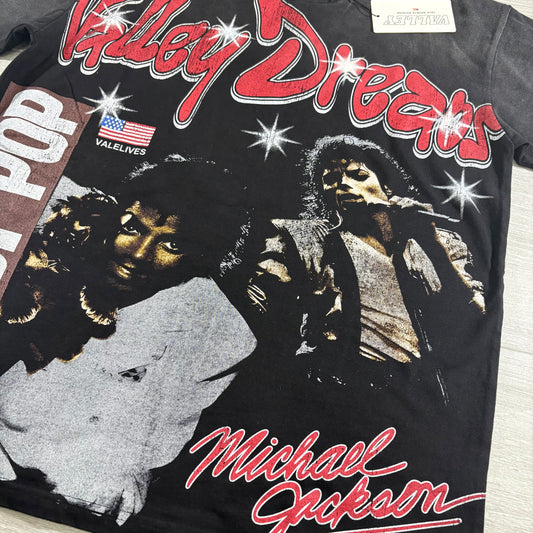 Valley Dreams
VALLEY
VALELIVES
POP
Michael
Jackson